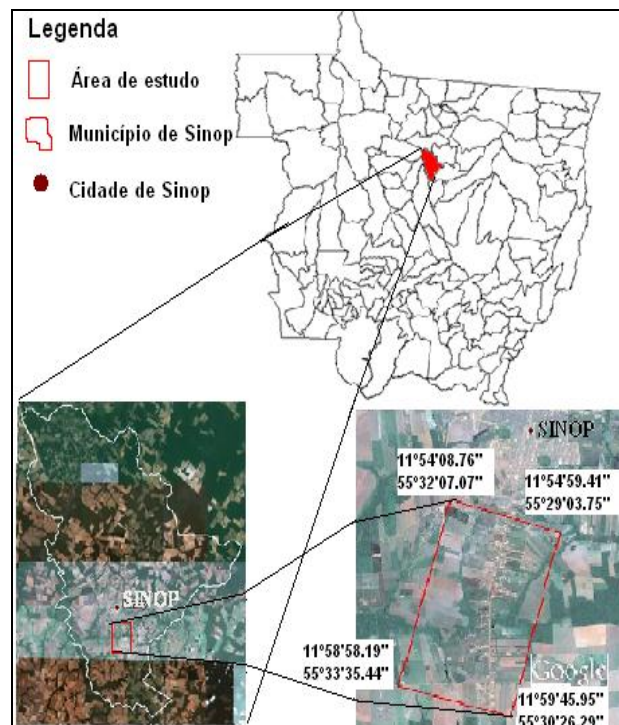 Legenda
Área de estudo
Município de Sinop
Cidade de Sinop
SINOP
SINOP
11°54'08.76"
55°32'07.07"
11°54'59.41"
55°29'03.75"
11°58'58.19"
55°33'35.44"
Google
11°59'45.95"
55°30'26.29"